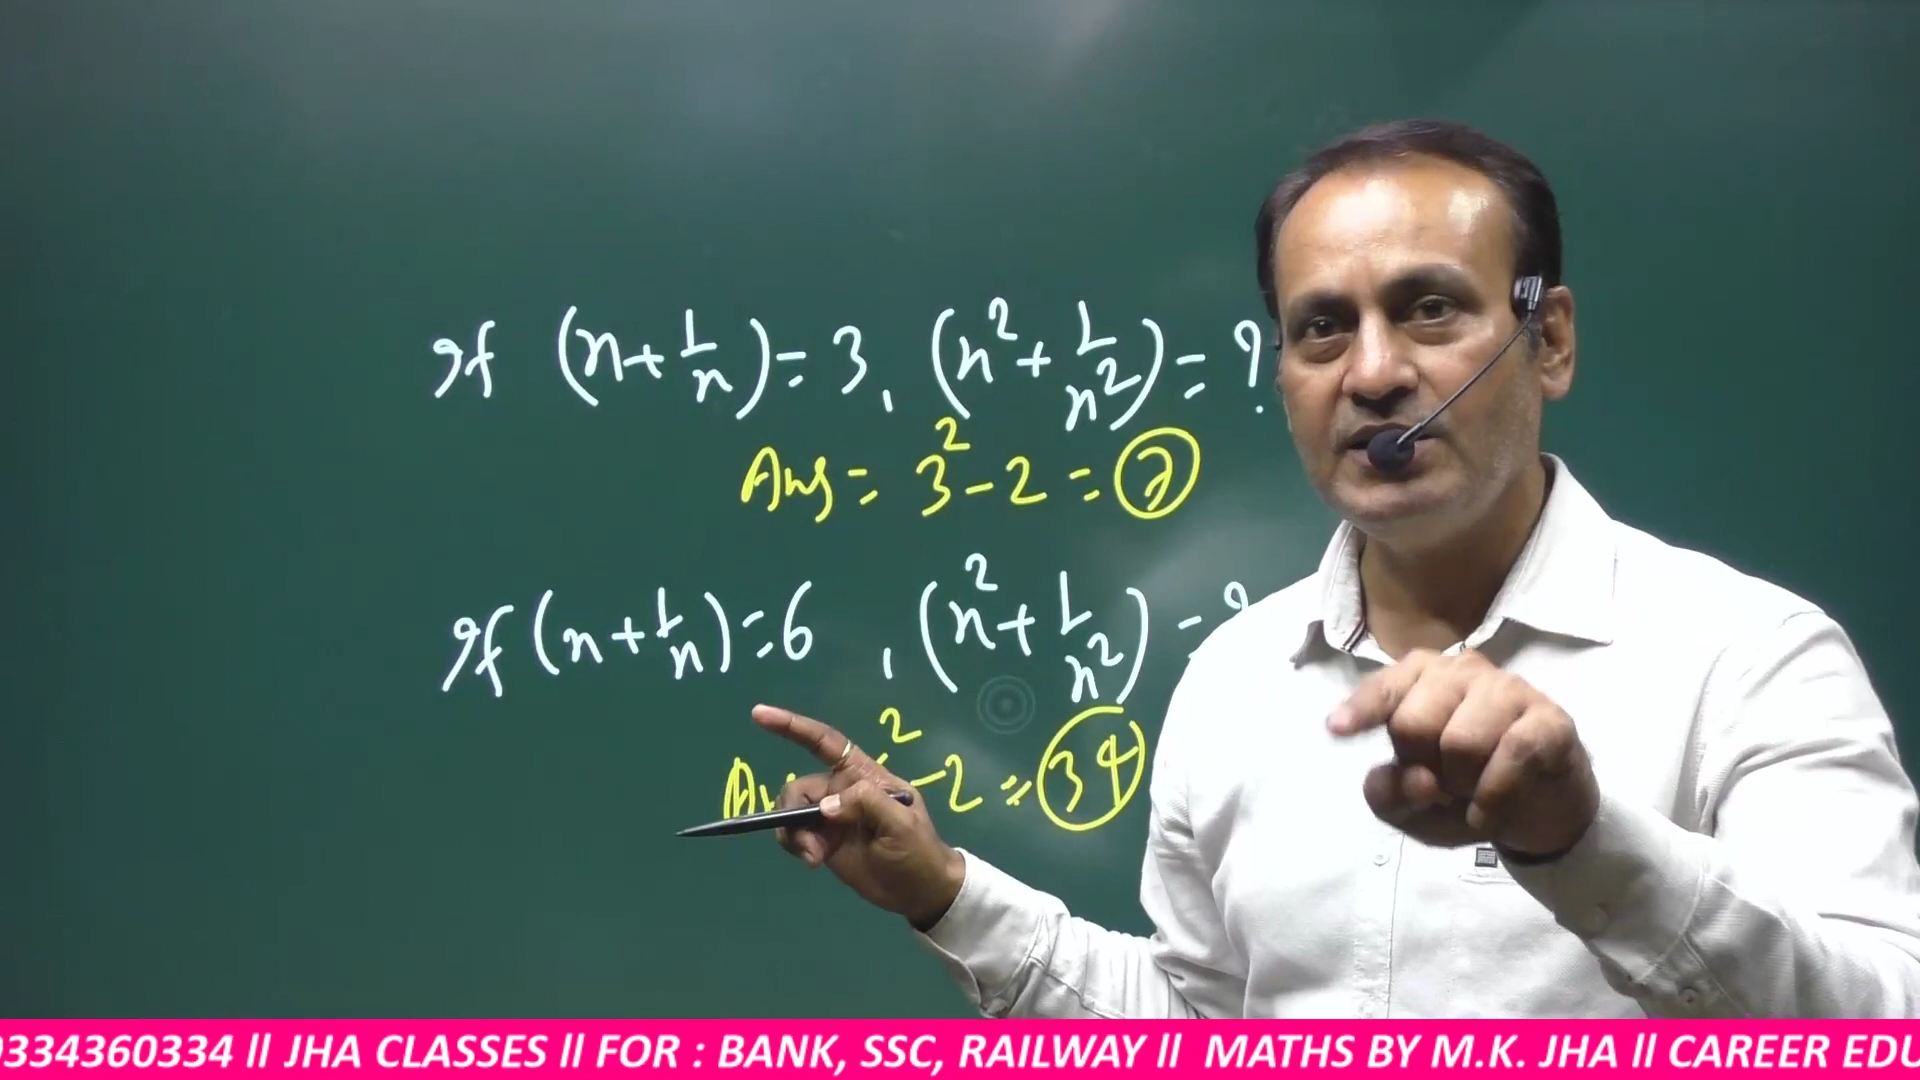 If (x + 1/x) = 3, (x² + 1/x²) = ?
Ans = 3² - 2 = 7
If (x + 1/x) = 6, (x² + 1/x²) = ?
² - 2 = 34
9334360334 ll JHA CLASSES ll FOR : BANK, SSC, RAILWAY ll MATHS BY M.K. JHA ll CAREER EDU